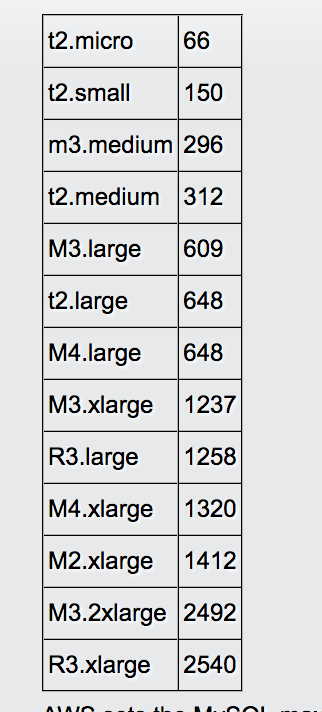 t2.micro 66
t2.small 150
m3.medium 296
t2.medium 312
M3.large 609
t2.large 648
M4.large 648
M3.xlarge 1237
R3.large 1258
M4.xlarge 1320
M2.xlarge 1412
M3.2xlarge 2492
R3.xlarge 2540
AWS sets the MySQL